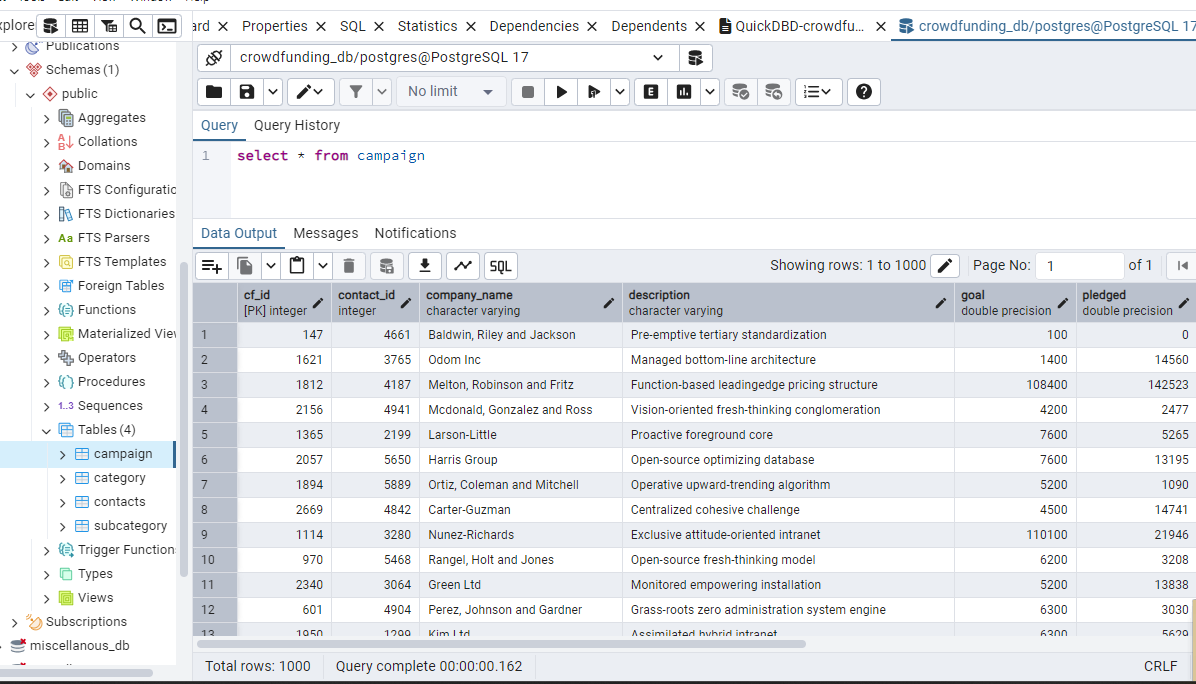 xplore
ard
Properties
SQL
Statistics
Dependencies
Dependents
QuickDBD-crowdfu...
crowdfunding_db/postgres@PostgreSQL 17
Publications
Schemas (1)
public
Aggregates
Collations
Domains
FTS Configuratic
FTS Dictionaries
Aa FTS Parsers
FTS Templates
Foreign Tables
Functions
Materialized Viev
Operators
Procedures
1..3 Sequences
Tables (4)
campaign
category
contacts
subcategory
Trigger Function
Types
Views
Subscriptions
miscellanous_db
crowdfunding_db/postgres@PostgreSQL 17
No limit
E
Query Query History
1 select * from campaign
Data Output Messages Notifications
SQL
Showing rows: 1 to 1000
Page No: 1 of 1
cf_id contact_id company_name description goal pledged
[PK] integer integer character varying character varying double precision double precision
1 147 4661 Baldwin, Riley and Jackson Pre-emptive tertiary standardization 100 0
2 1621 3765 Odom Inc Managed bottom-line architecture 1400 14560
3 1812 4187 Melton, Robinson and Fritz Function-based leadingedge pricing structure 108400 142523
4 2156 4941 Mcdonald, Gonzalez and Ross Vision-oriented fresh-thinking conglomeration 4200 2477
5 1365 2199 Larson-Little Proactive foreground core 7600 5265
6 2057 5650 Harris Group Open-source optimizing database 7600 13195
7 1894 5889 Ortiz, Coleman and Mitchell Operative upward-trending algorithm 5200 1090
8 2669 4842 Carter-Guzman Centralized cohesive challenge 4500 14741
9 1114 3280 Nunez-Richards Exclusive attitude-oriented intranet 110100 21946
10 970 5468 Rangel, Holt and Jones Open-source fresh-thinking model 6200 3208
11 2340 3064 Green Ltd Monitored empowering installation 5200 13838
12 601 4904 Perez, Johnson and Gardner Grass-roots zero administration system engine 6300 3030
13 1950 1299 Kim Ltd Assimilated hybrid intranet 6300 5629
Total rows: 1000
Query complete 00:00:00.162
CRLF